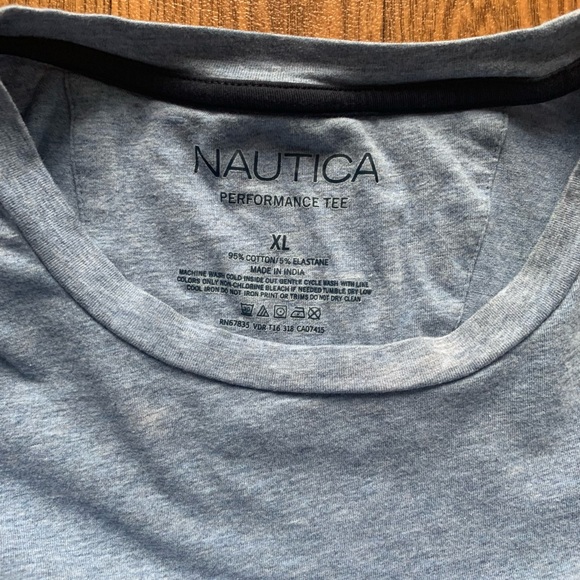 NAUTICA
PERFORMANCE TEE
XL
95% COTTON/5% ELASTANE
MADE IN INDIA
MACHINE WASH COLD INSIDE OUT GENTLE CYCLE WASH WITH LIKE
COLORS ONLY NON-CHLORINE BLEACH IF NEEDED TUMBLE DRY LOW
COOL IRON DO NOT IRON PRINT OR TRIMS DO NOT DRY CLEAN
RN67835 VD8 T16 318 CA07415